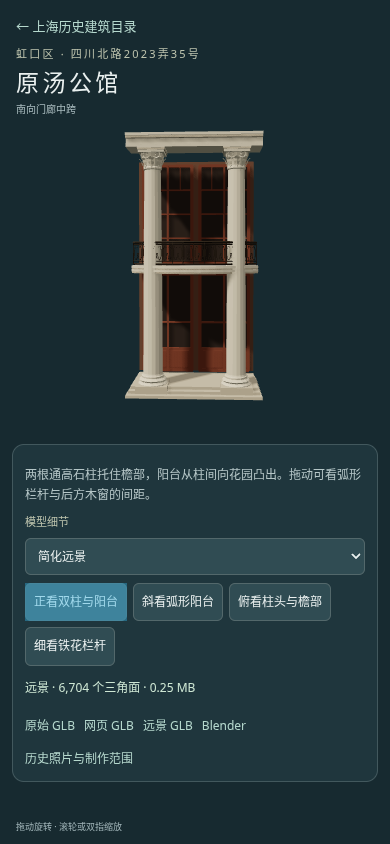 ← 上海历史建筑目录
虹口区 · 四川北路2023弄35号
原汤公馆
南向门廊中跨
两根通高石柱托住檐部，阳台从柱间向花园凸出。拖动可看弧形
栏杆与后方木窗的间距。
模型细节
简化远景
正看双柱与阳台 斜看弧形阳台 俯看柱头与檐部
细看铁花栏杆
远景 · 6,704 个三角面 · 0.25 MB
原始 GLB 网页 GLB 远景 GLB Blender
历史照片与制作范围
拖动旋转 · 滚轮或双指缩放